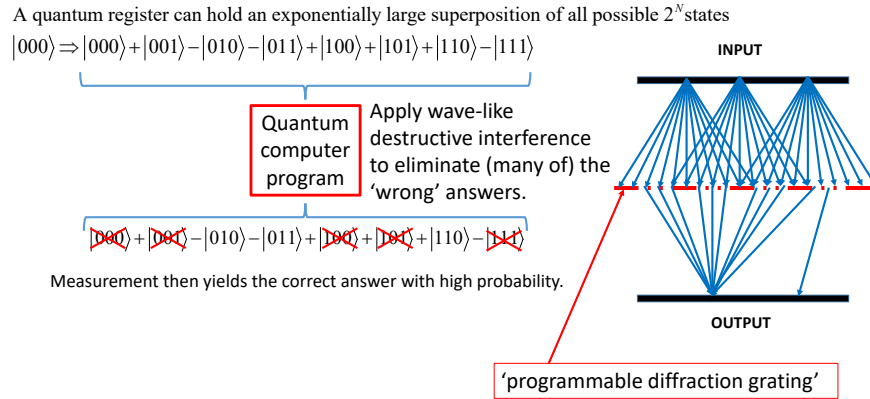 A quantum register can hold an exponentially large superposition of all possible 2^N states
|000⟩ ⇒ |000⟩ + |001⟩ − |010⟩ − |011⟩ + |100⟩ + |101⟩ + |110⟩ − |111⟩
INPUT
Quantum
computer
program
Apply wave-like
destructive interference
to eliminate (many of) the
‘wrong’ answers.
|000⟩ + |001⟩ − |010⟩ − |011⟩ + |100⟩ + |101⟩ + |110⟩ − |111⟩
Measurement then yields the correct answer with high probability.
OUTPUT
‘programmable diffraction grating’